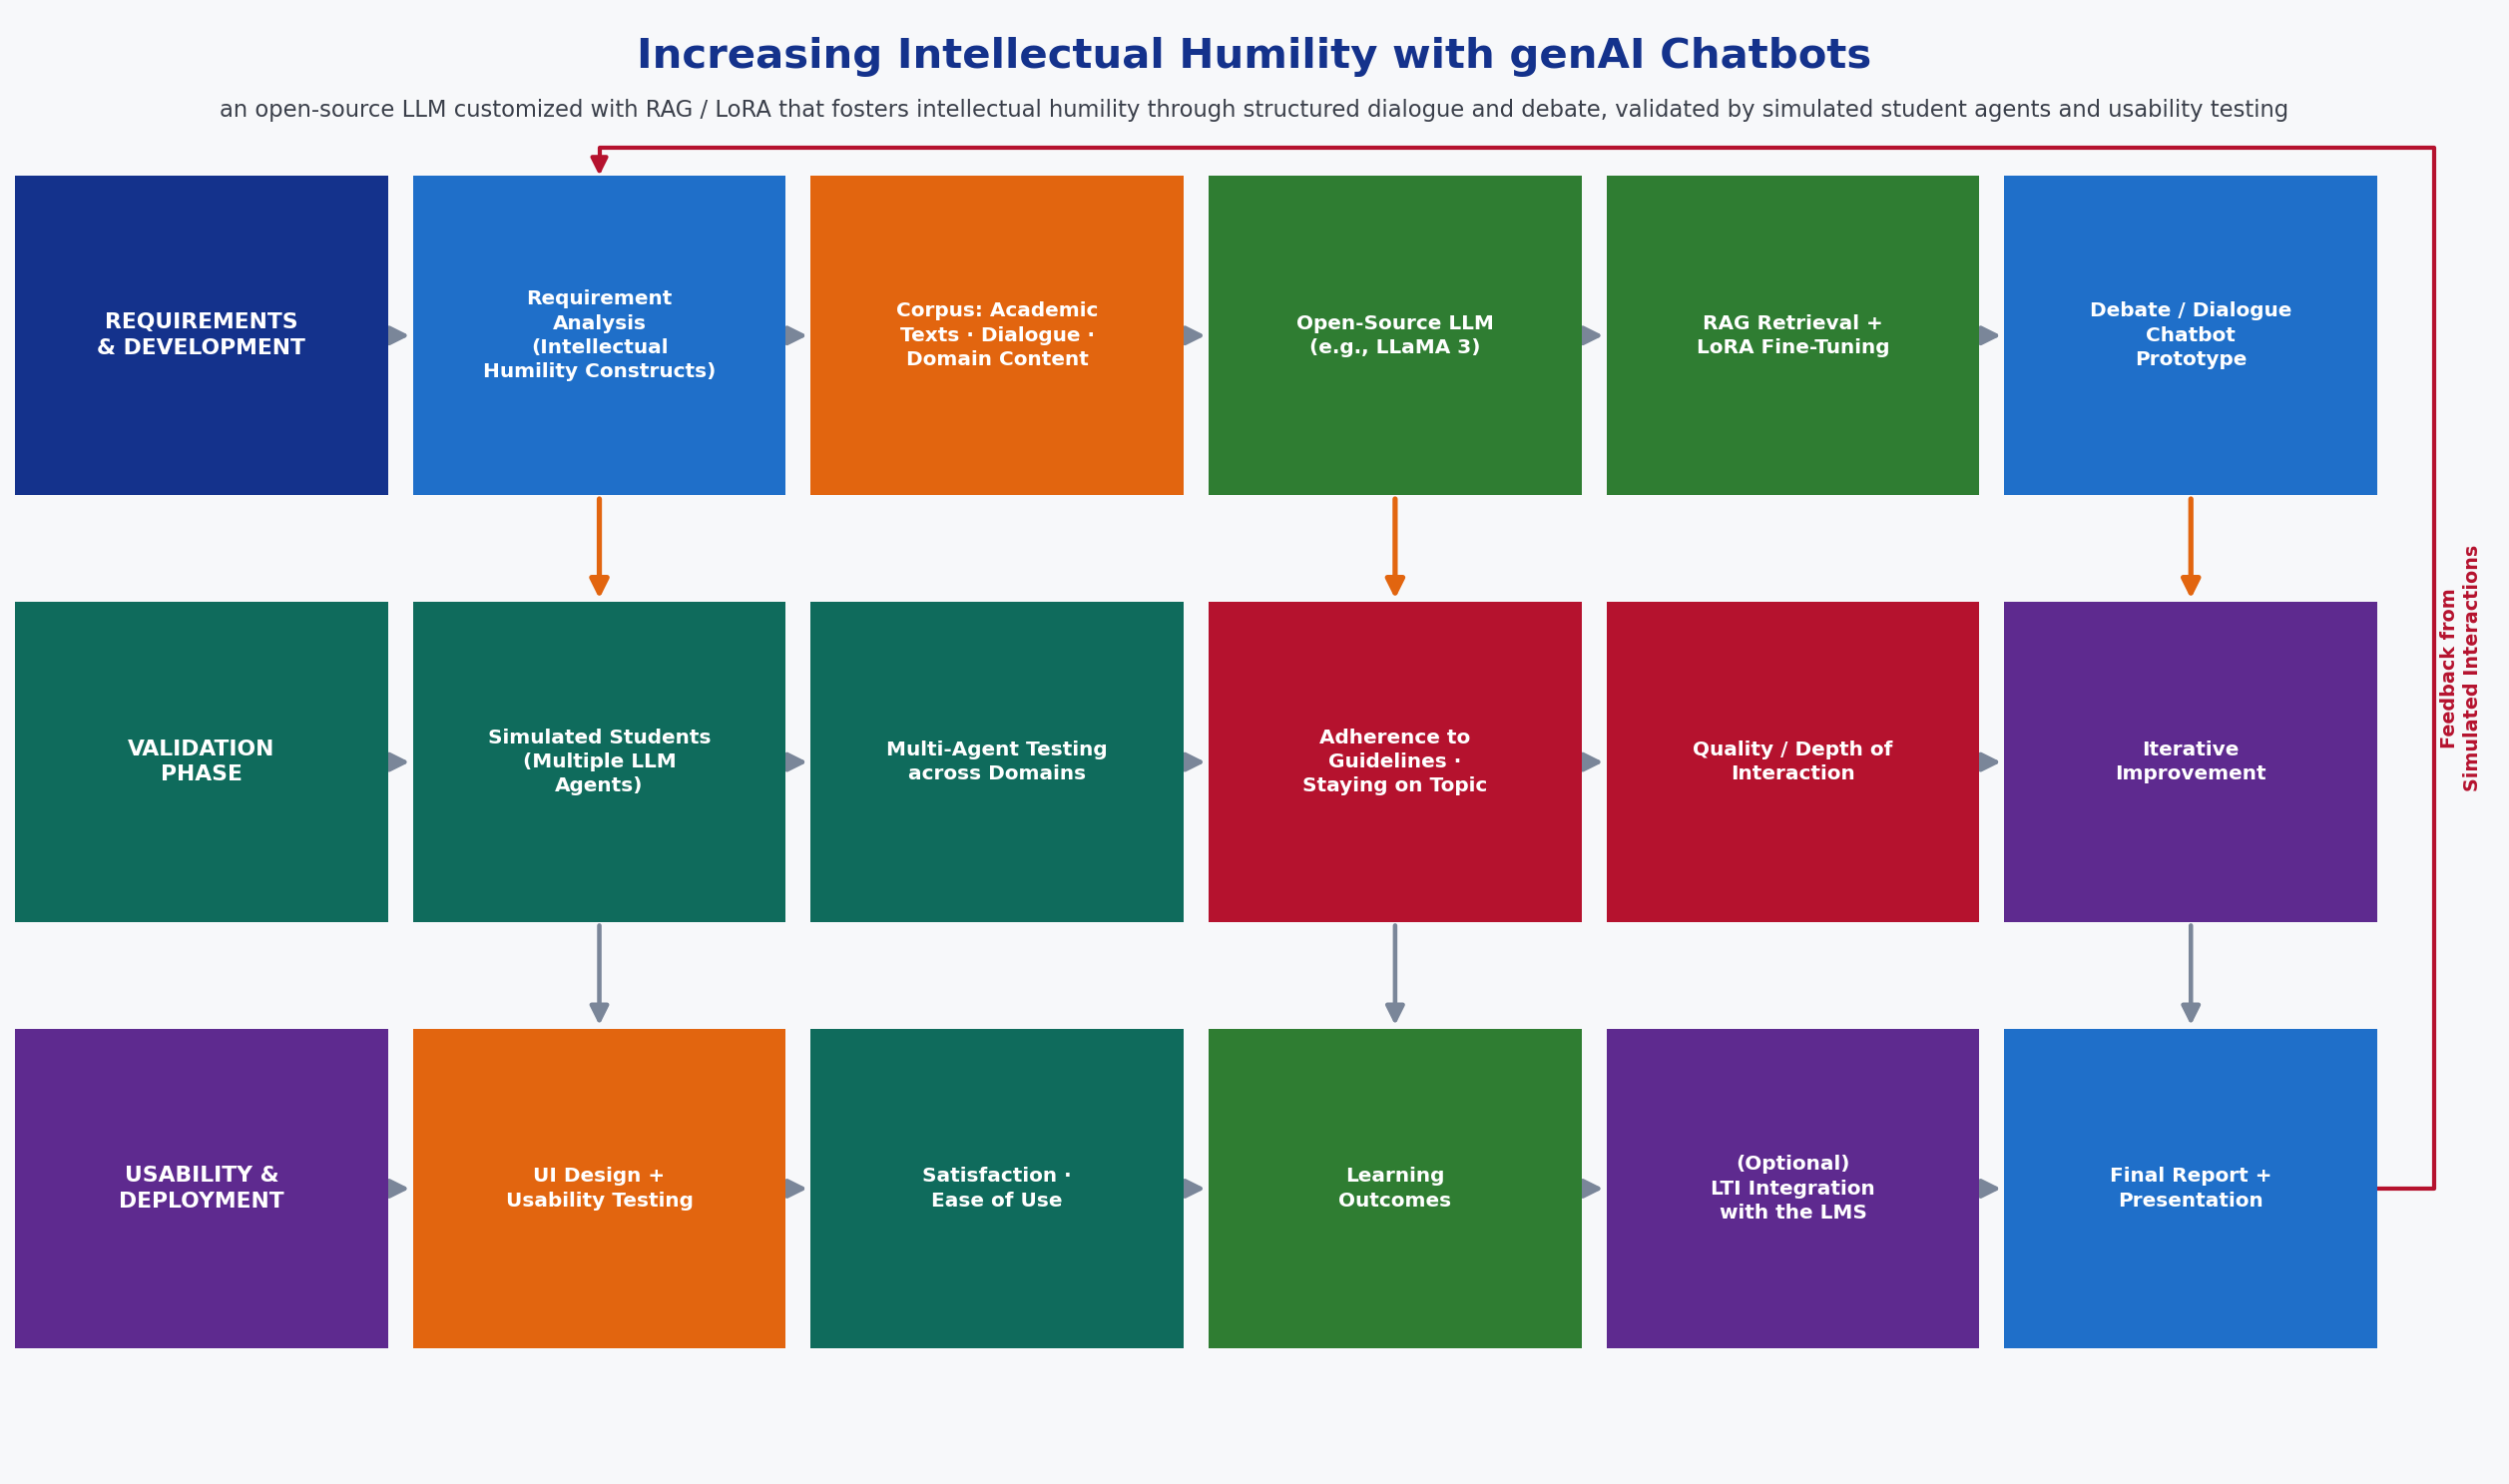 Increasing Intellectual Humility with genAI Chatbots
an open-source LLM customized with RAG / LoRA that fosters intellectual humility through structured dialogue and debate, validated by simulated student agents and usability testing
REQUIREMENTS
& DEVELOPMENT
Requirement
Analysis
(Intellectual
Humility Constructs)
Corpus: Academic
Texts · Dialogue ·
Domain Content
Open-Source LLM
(e.g., LLaMA 3)
RAG Retrieval +
LoRA Fine-Tuning
Debate / Dialogue
Chatbot
Prototype
VALIDATION
PHASE
Simulated Students
(Multiple LLM
Agents)
Multi-Agent Testing
across Domains
Adherence to
Guidelines ·
Staying on Topic
Quality / Depth of
Interaction
Iterative
Improvement
Feedback from
Simulated Interactions
USABILITY &
DEPLOYMENT
UI Design +
Usability Testing
Satisfaction ·
Ease of Use
Learning
Outcomes
(Optional)
LTI Integration
with the LMS
Final Report +
Presentation